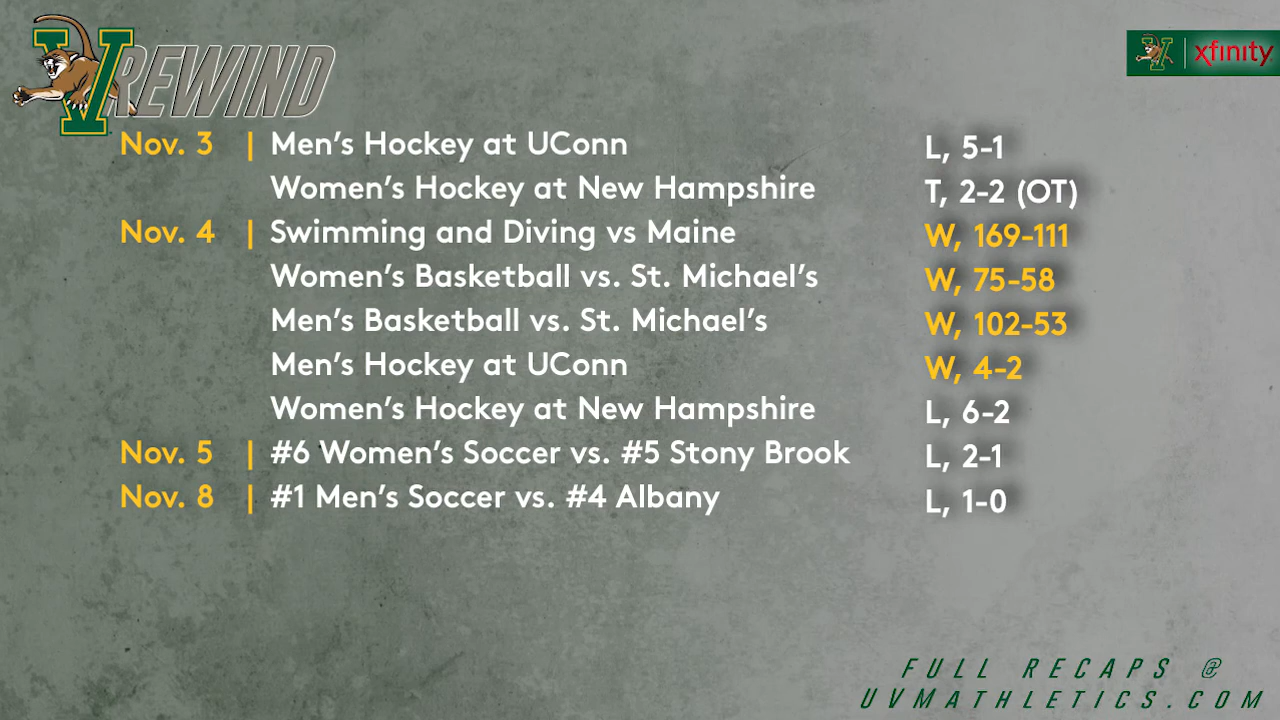 V REWIND
V | xfinity
Nov. 3 | Men's Hockey at UConn L, 5-1
Women's Hockey at New Hampshire T, 2-2 (OT)
Nov. 4 | Swimming and Diving vs Maine W, 169-111
Women's Basketball vs. St. Michael's W, 75-58
Men's Basketball vs. St. Michael's W, 102-53
Men's Hockey at UConn W, 4-2
Women's Hockey at New Hampshire L, 6-2
Nov. 5 | #6 Women's Soccer vs. #5 Stony Brook L, 2-1
Nov. 8 | #1 Men's Soccer vs. #4 Albany L, 1-0
FULL RECAPS @
UVMATHLETICS.COM